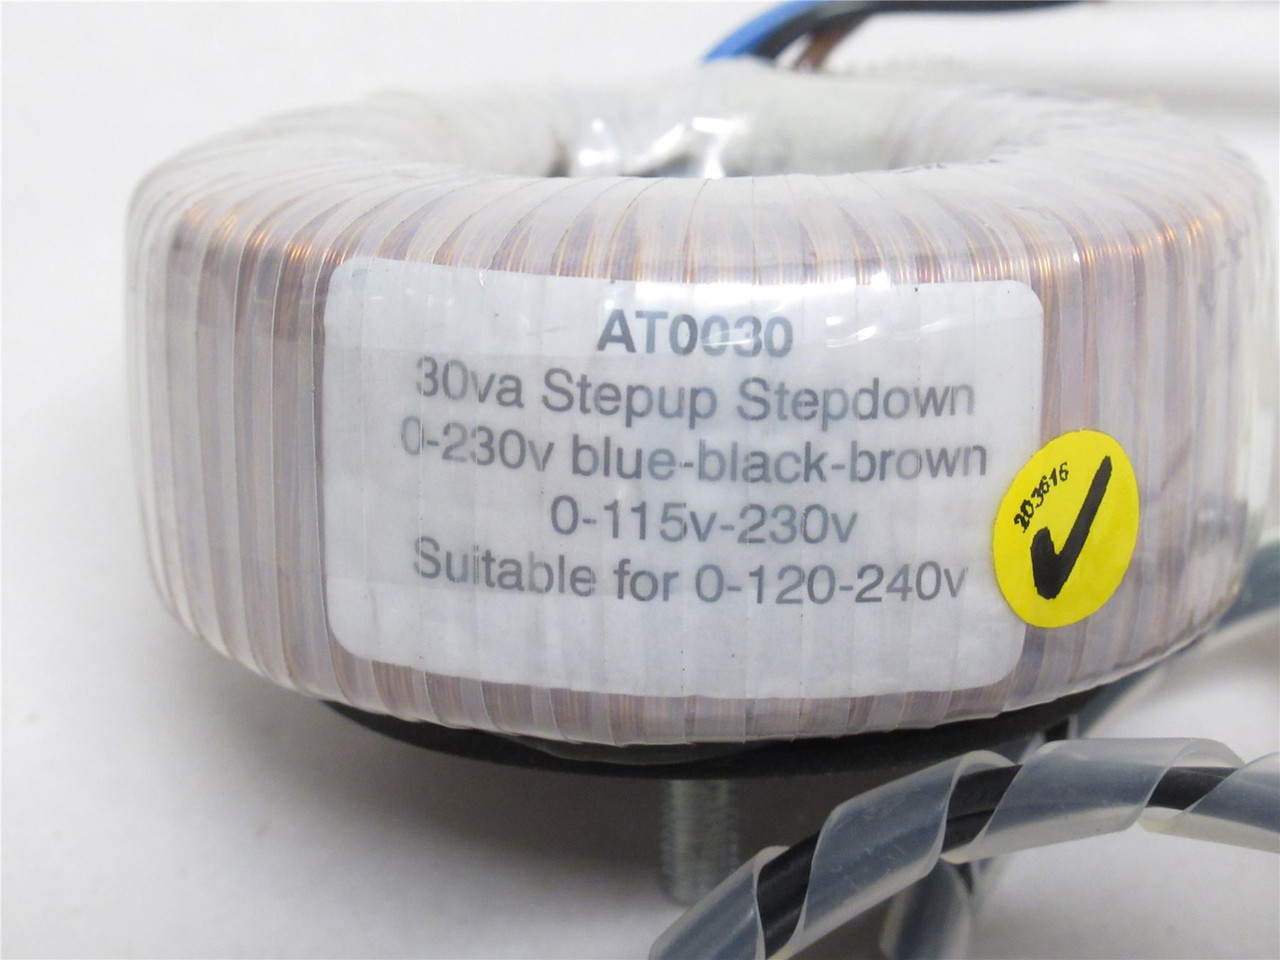 AT0030
30va Stepup Stepdown
0-230v blue-black-brown
0-115v-230v
Suitable for 0-120-240v
203616